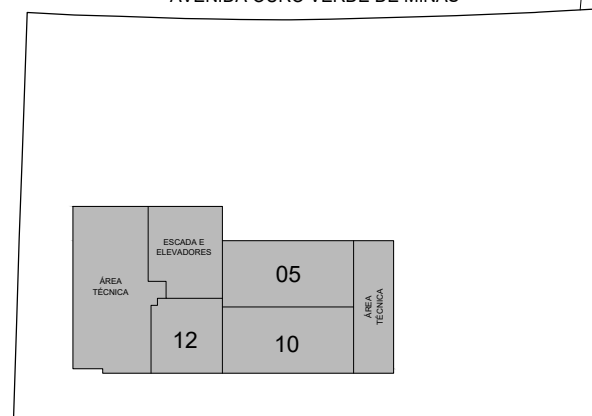 AVENIDA OURO VERDE DE MINAS
ESCADA E
ELEVADORES
ÁREA
TÉCNICA
05
ÁREA
TÉCNICA
12
10